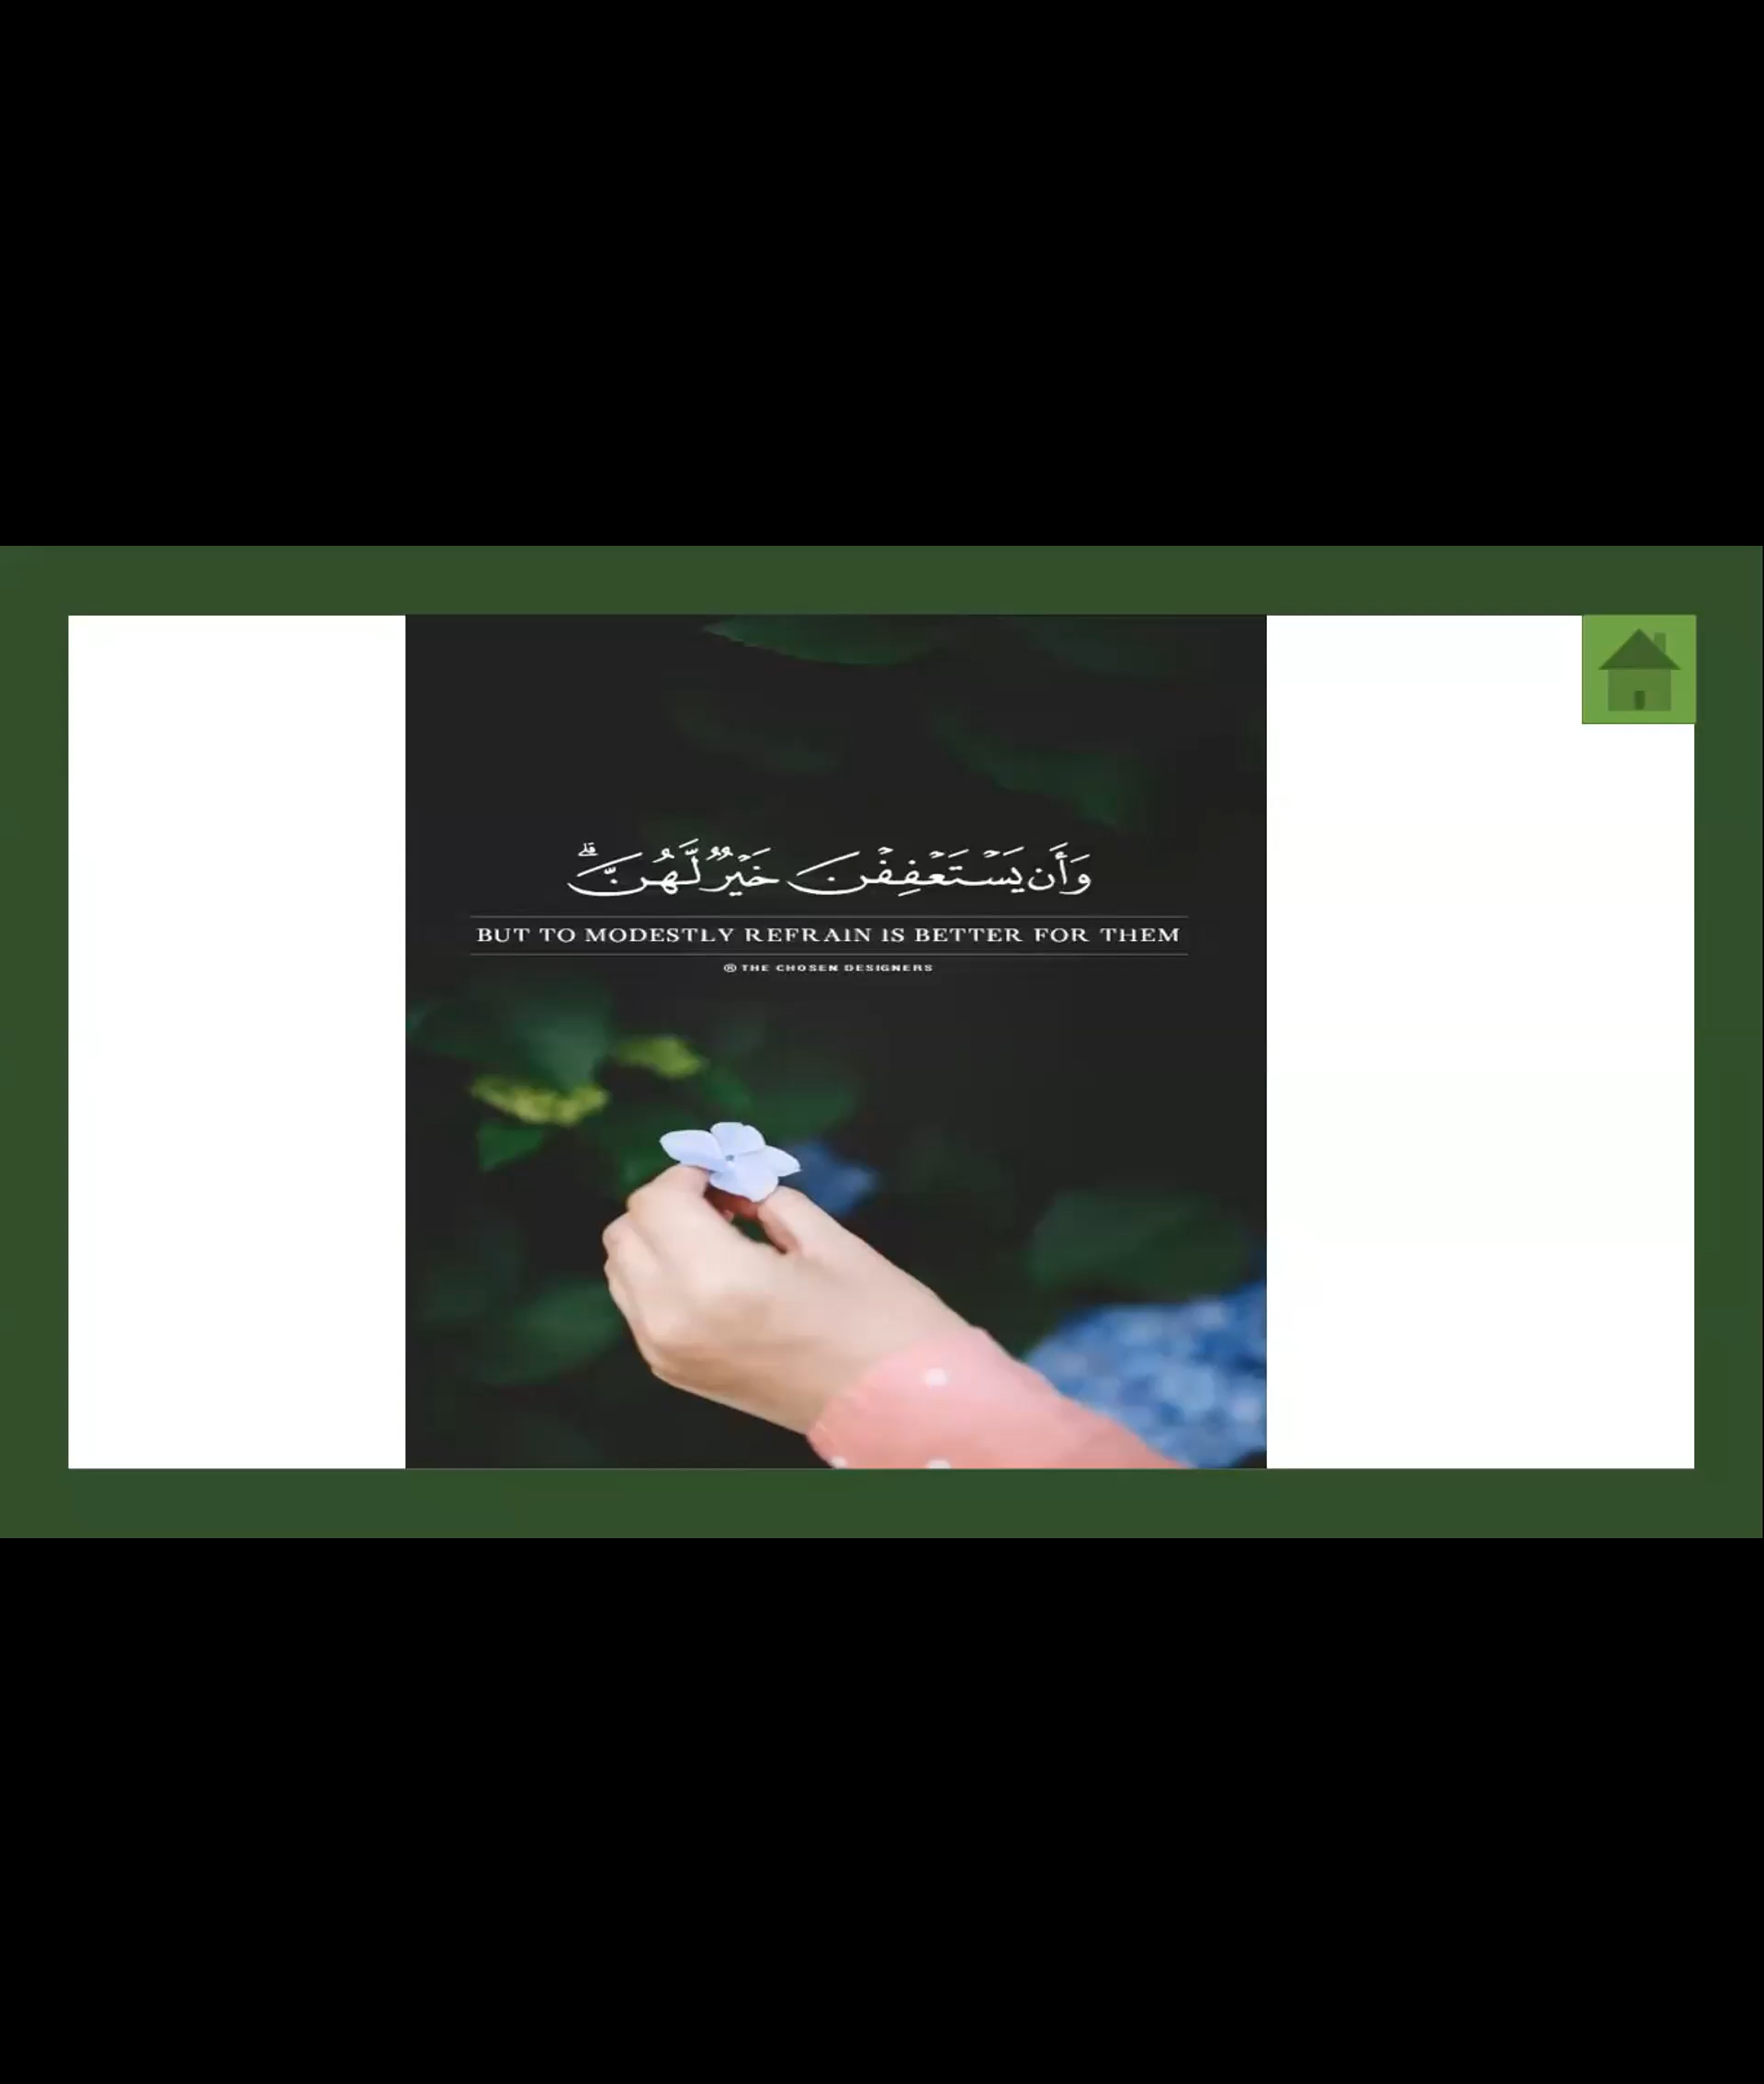 وَأَن يَسْتَعْفِفْنَ خَيْرٌ لَّهُنَّ ۗ
BUT TO MODESTLY REFRAIN IS BETTER FOR THEM
® THE CHOSEN DESIGNERS